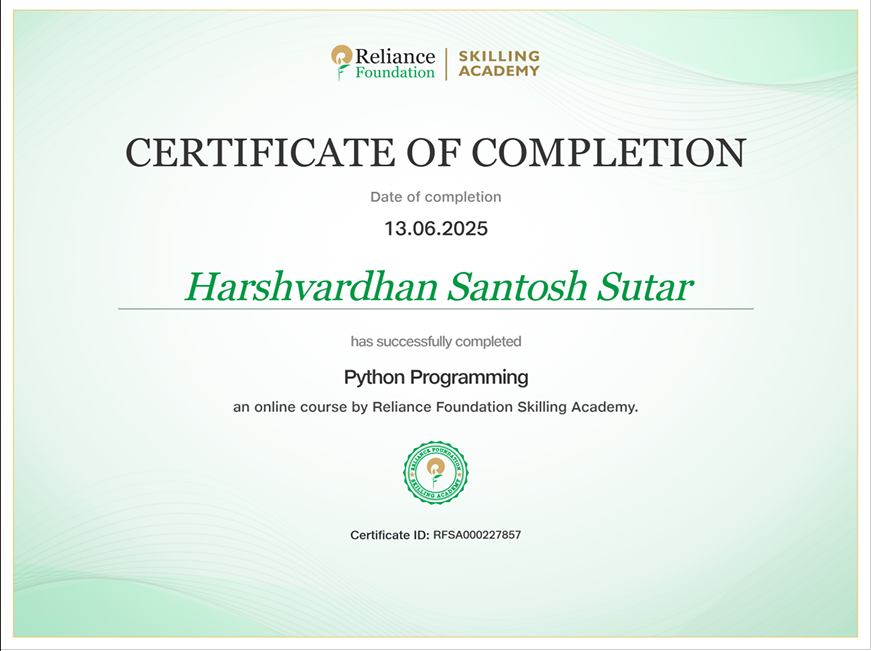 Reliance
Foundation
SKILLING
ACADEMY
CERTIFICATE OF COMPLETION
Date of completion
13.06.2025
Harshvardhan Santosh Sutar
has successfully completed
Python Programming
an online course by Reliance Foundation Skilling Academy.
RELIANCE FOUNDATION
SKILLING ACADEMY
Certificate ID: RFSA000227857